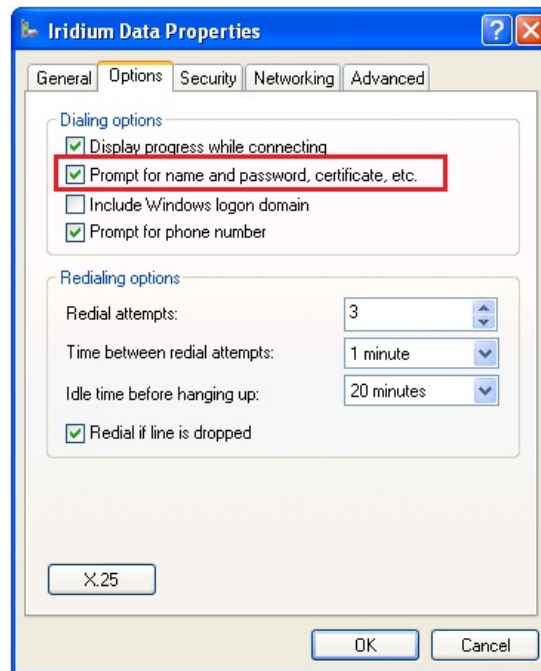 Iridium Data Properties
General Options Security Networking Advanced
Dialing options
Display progress while connecting
Prompt for name and password, certificate, etc.
Include Windows logon domain
Prompt for phone number
Redialing options
Redial attempts: 3
Time between redial attempts: 1 minute
Idle time before hanging up: 20 minutes
Redial if line is dropped
X.25
OK Cancel